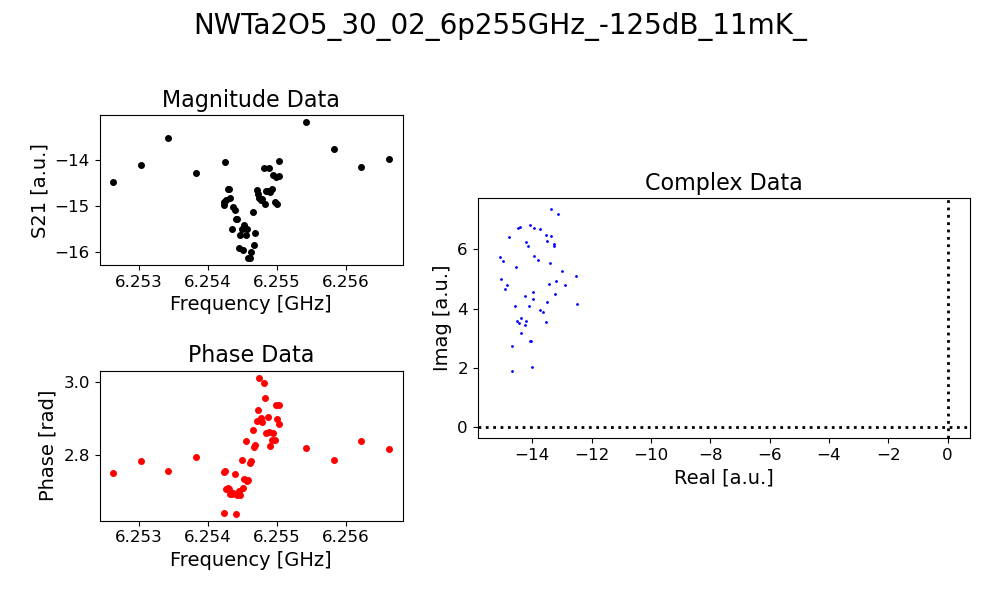 NWTa2O5_30_02_6p255GHz_-125dB_11mK_
Magnitude Data
S21 [a.u.]
−14
−15
−16
6.253 6.254 6.255 6.256
Frequency [GHz]
Phase Data
Phase [rad]
3.0
2.8
6.253 6.254 6.255 6.256
Frequency [GHz]
Complex Data
Imag [a.u.]
6
4
2
0
−14 −12 −10 −8 −6 −4 −2 0
Real [a.u.]